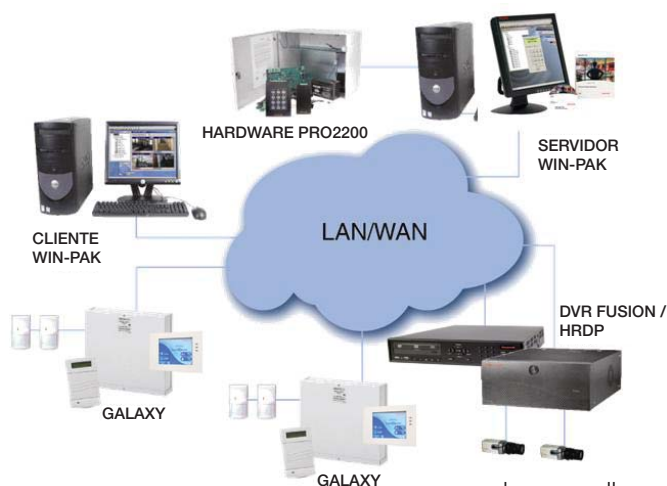 HARDWARE PRO2200
SERVIDOR
WIN-PAK
CLIENTE
WIN-PAK
LAN/WAN
DVR FUSION /
HRDP
GALAXY
GALAXY